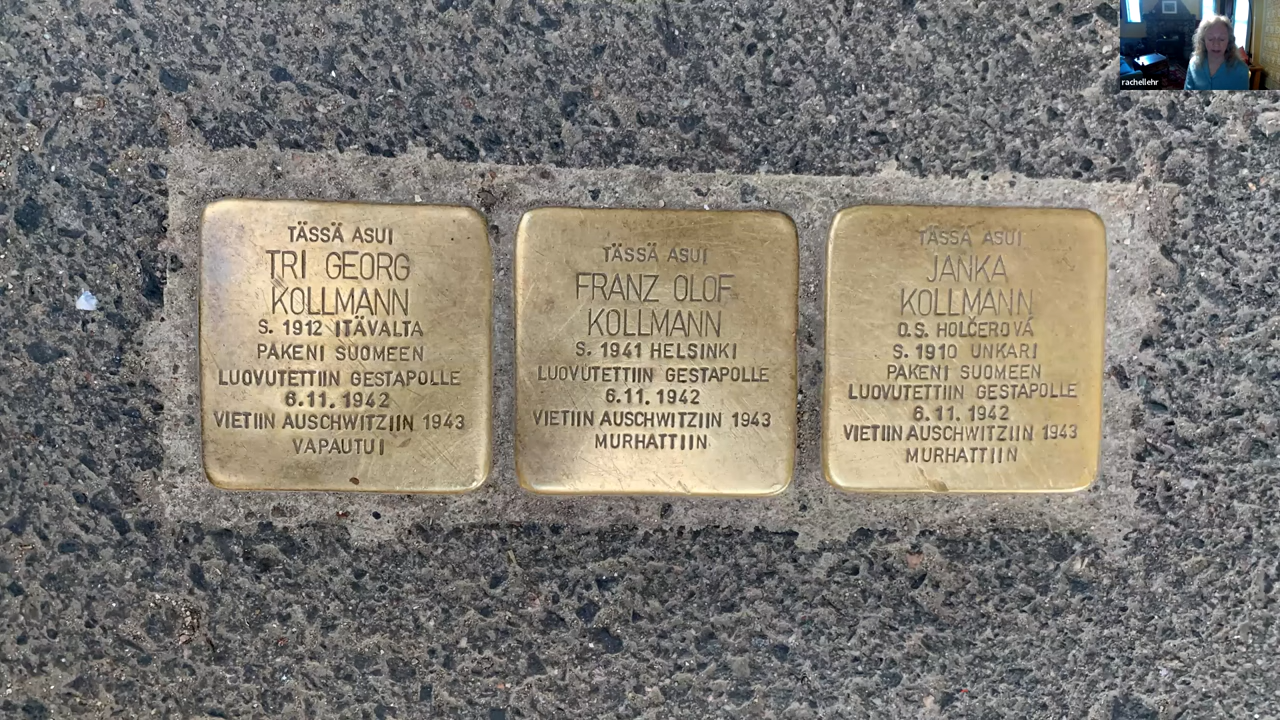 TÄSSÄ ASUI
TRI GEORG
KOLLMANN
S. 1912 ITÄVALTA
PAKENI SUOMEEN
LUOVUTETTIIN GESTAPOLLE
6.11.1942
VIETIIN AUSCHWITZIIN 1943
VAPAUTUI
TÄSSÄ ASUI
FRANZ OLOF
KOLLMANN
S. 1941 HELSINKI
LUOVUTETTIIN GESTAPOLLE
6.11.1942
VIETIIN AUSCHWITZIIN 1943
MURHATTIIN
TÄSSÄ ASUI
JANKA
KOLLMANN
O.S. HOLČEROVÁ
S. 1910 UNKARI
PAKENI SUOMEEN
LUOVUTETTIIN GESTAPOLLE
6.11.1942
VIETIIN AUSCHWITZIIN 1943
MURHATTIIN
rachellehr